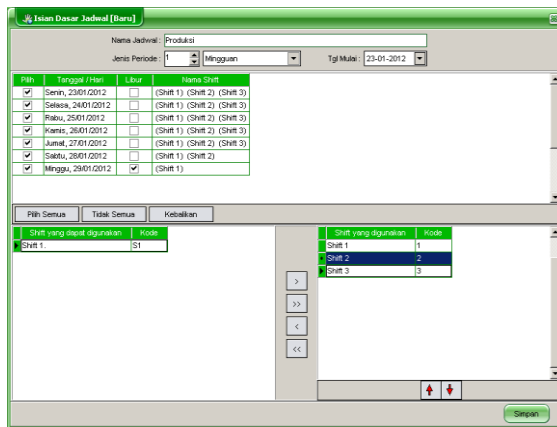 Isian Dasar Jadwal [Baru]
Nama Jadwal : Produksi
Jenis Periode : 1 Mingguan Tgl Mulai : 23-01-2012
Pilih Tanggal / Hari Libur Nama Shift
Senin, 23/01/2012 (Shift 1) (Shift 2) (Shift 3)
Selasa, 24/01/2012 (Shift 1) (Shift 2) (Shift 3)
Rabu, 25/01/2012 (Shift 1) (Shift 2) (Shift 3)
Kamis, 26/01/2012 (Shift 1) (Shift 2) (Shift 3)
Jumat, 27/01/2012 (Shift 1) (Shift 2) (Shift 3)
Sabtu, 28/01/2012 (Shift 1) (Shift 2)
Minggu, 29/01/2012 (Shift 1)
Pilih Semua Tidak Semua Kebalikan
Shift yang dapat digunakan Kode
Shift 1. S1
>
>>
<
<<
Shift yang digunakan Kode
Shift 1 1
Shift 2 2
Shift 3 3
Simpan